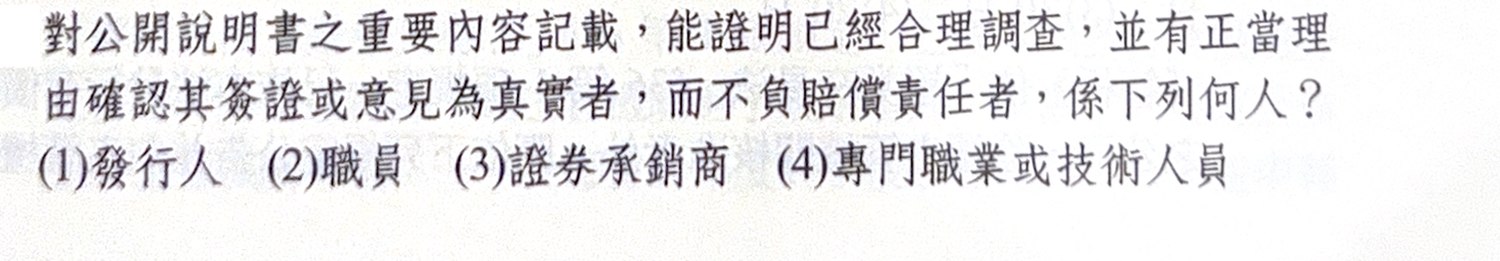 對公開說明書之重要內容記載，能證明已經合理調查，並有正當理
由確認其簽證或意見為真實者，而不負賠償責任者，係下列何人？
(1)發行人　(2)職員　(3)證券承銷商　(4)專門職業或技術人員